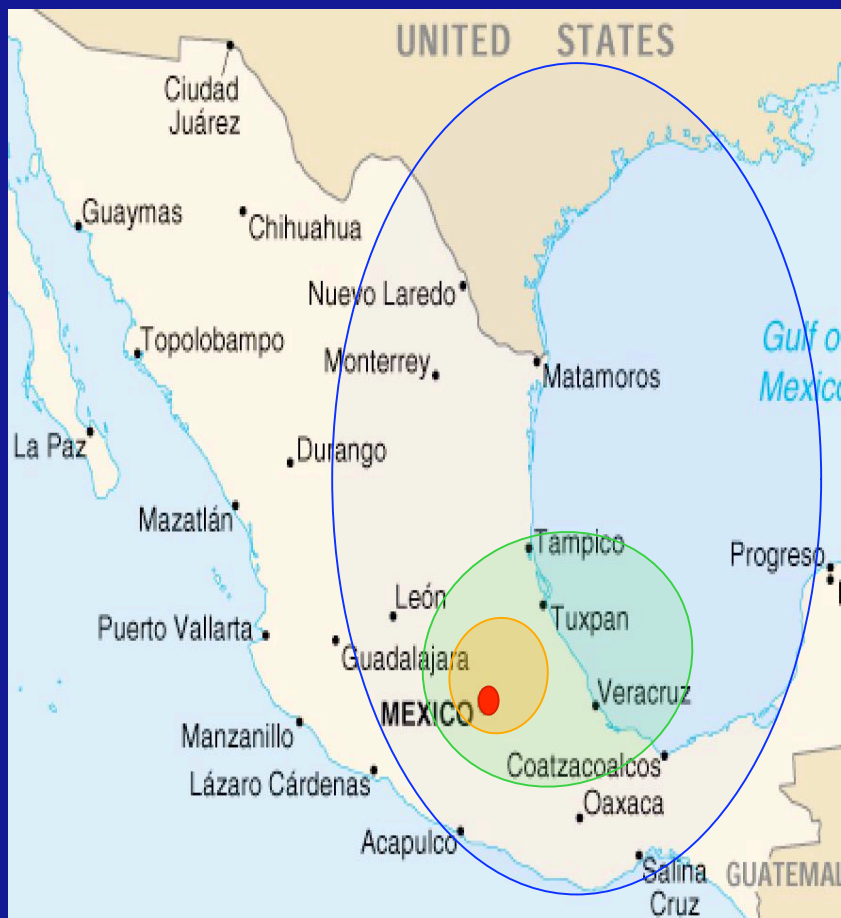 UNITED STATES
Ciudad
Juárez
Guaymas
Chihuahua
Nuevo Laredo
Topolobampo
Monterrey
Matamoros
Gulf o
Mexico
La Paz
Durango
Mazatlán
Tampico
Progreso
León
Tuxpan
Puerto Vallarta
Guadalajara
Veracruz
MEXICO
Manzanillo
Coatzacoalcos
Lázaro Cárdenas
Oaxaca
Acapulco
Salina
Cruz
GUATEMAL